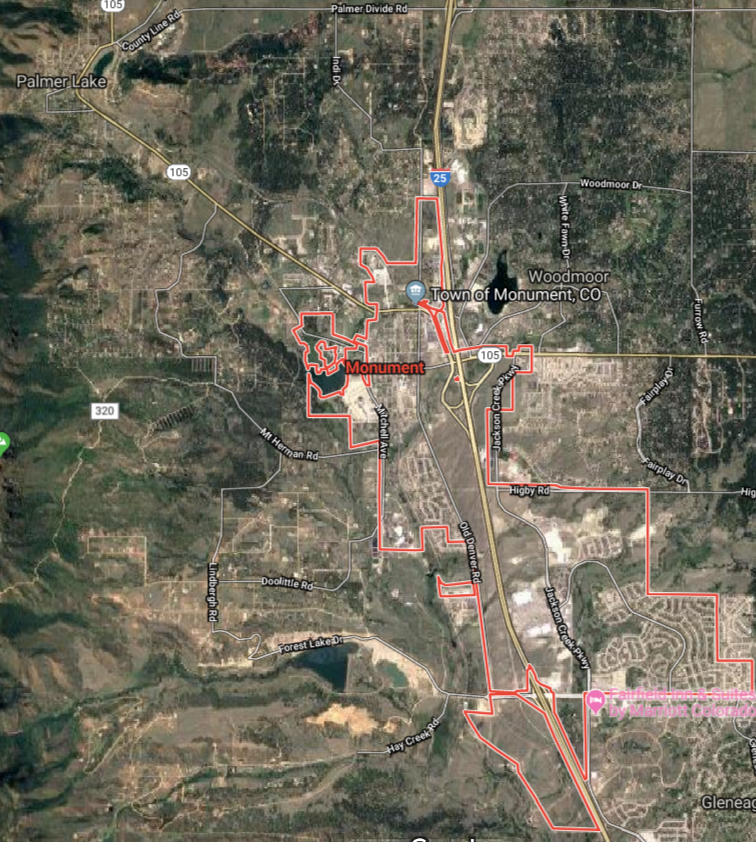 105
Palmer Divide Rd
County Line Rd
Indi Dr
Palmer Lake
105
25
Woodmoor Dr
White Fawn Dr
Woodmoor
Town of Monument, CO
Furrow Rd
105
Monument
Jackson Creek Pkwy
Fairplay Dr
320
Mitchell Ave
Mt Herman Rd
Fairplay Dr
Higby Rd
Hig
Old Denver Rd
Lindbergh Rd
Doolittle Rd
Jackson Creek Pkwy
Forest Lake Dr
Fairfield Inn & Suites
by Marriott Colorado
Hay Creek Rd
Gleneag